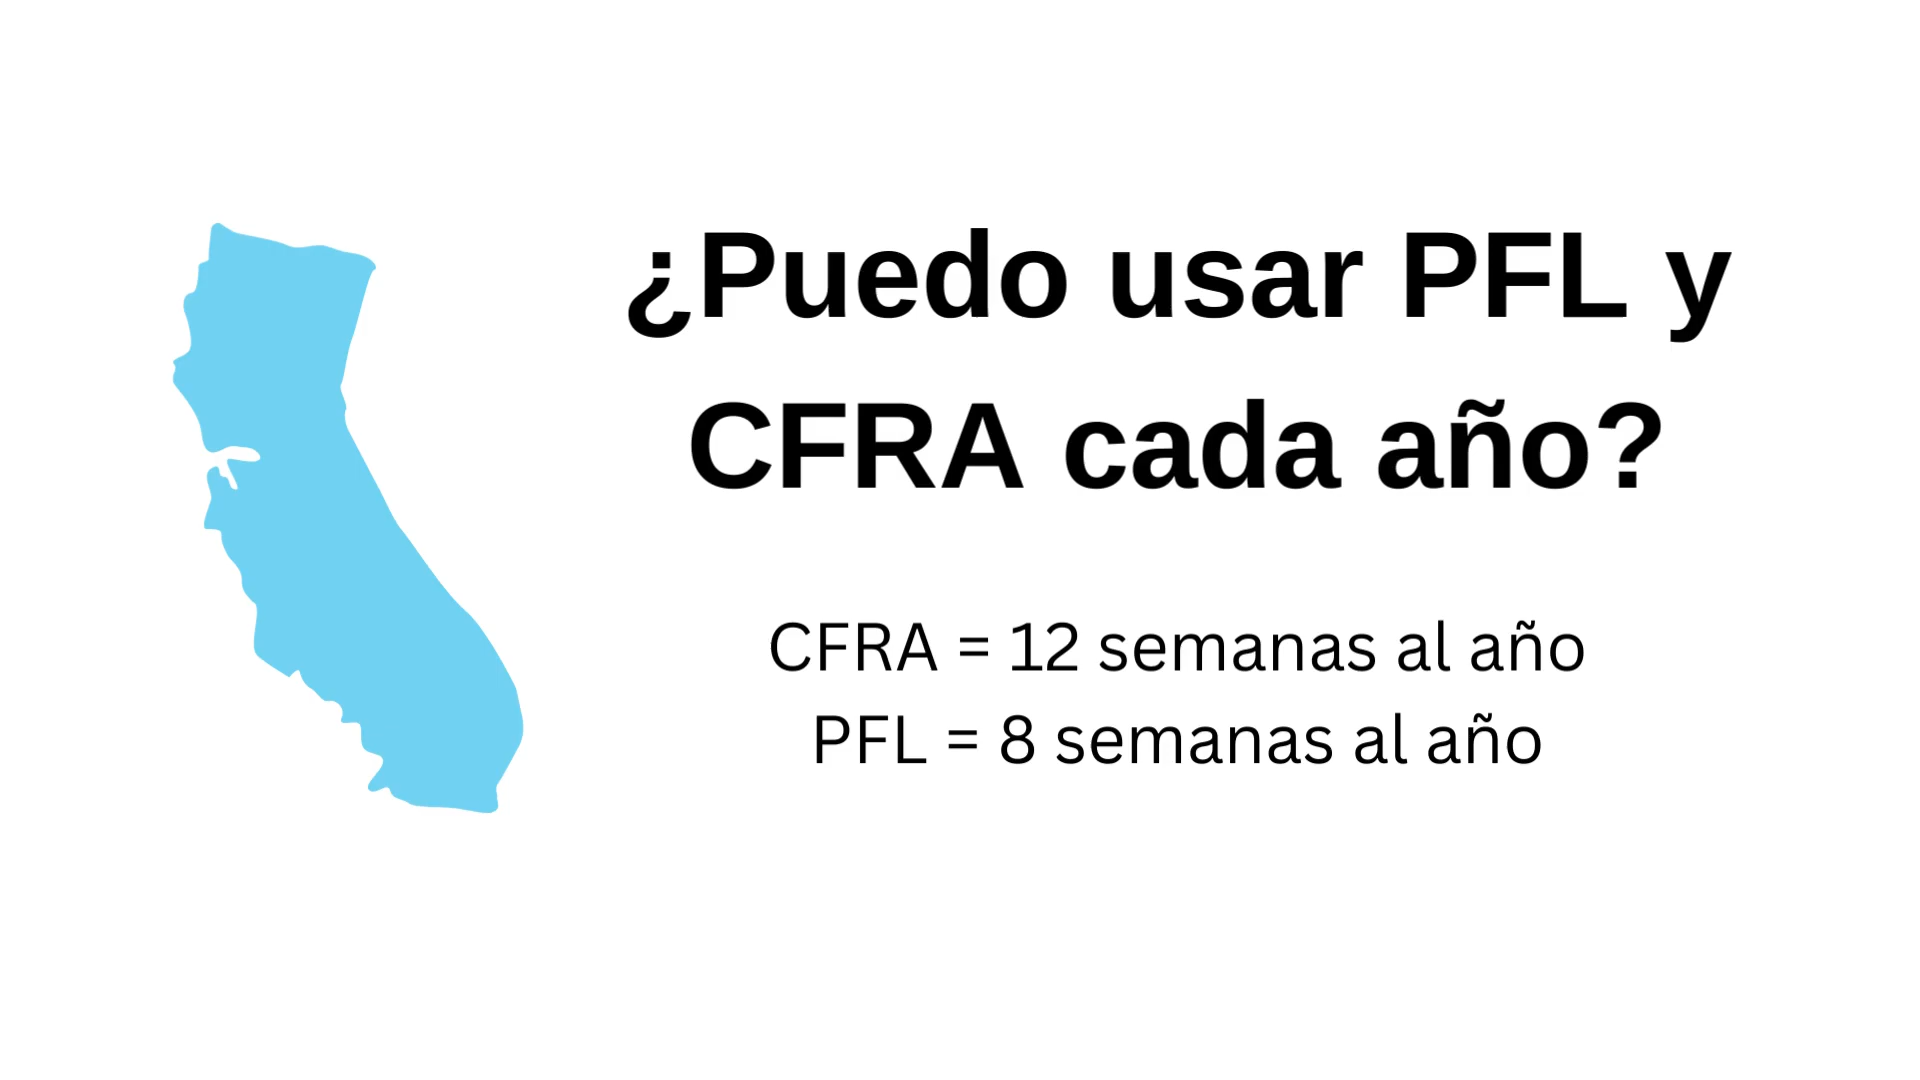 ¿Puedo usar PFL y
CFRA cada año?
CFRA = 12 semanas al año
PFL = 8 semanas al año